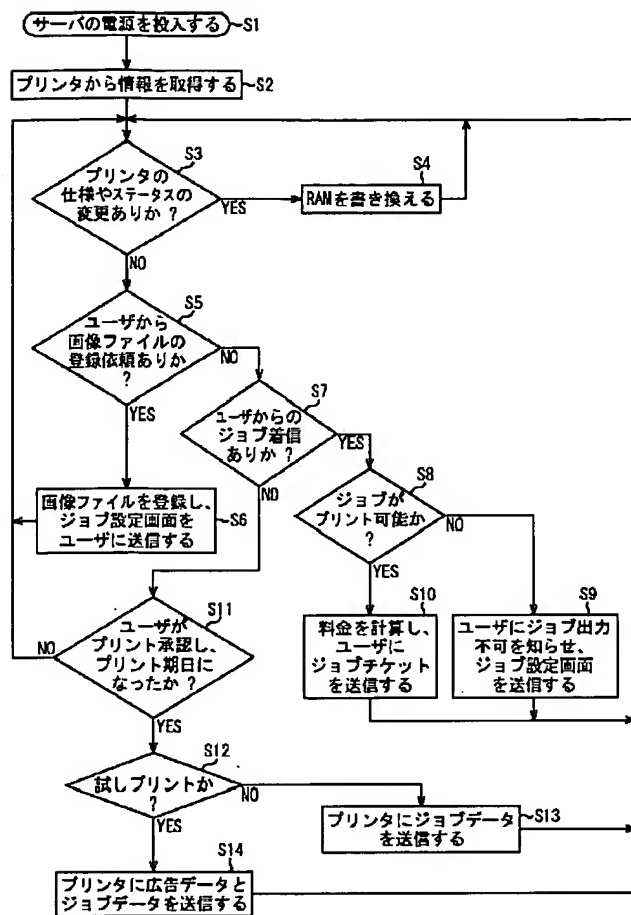 サーバの電源を投入する
S1
プリンタから情報を取得する
S2
S3
プリンタの
仕様やステータスの
変更ありか？
YES
NO
S4
RAMを書き換える
S5
ユーザから
画像ファイルの
登録依頼ありか
？
NO
YES
S7
ユーザからの
ジョブ着信
ありか？
YES
NO
画像ファイルを登録し、
ジョブ設定画面を
ユーザに送信する
S6
S8
ジョブが
プリント可能か
？
NO
YES
S10
料金を計算し、
ユーザに
ジョブチケット
を送信する
S9
ユーザにジョブ出力
不可を知らせ、
ジョブ設定画面
を送信する
S11
ユーザが
プリント承認し、
プリント期日に
なったか？
NO
YES
S12
試しプリントか
？
NO
YES
プリンタにジョブデータ
を送信する
S13
S14
プリンタに広告データと
ジョブデータを送信する